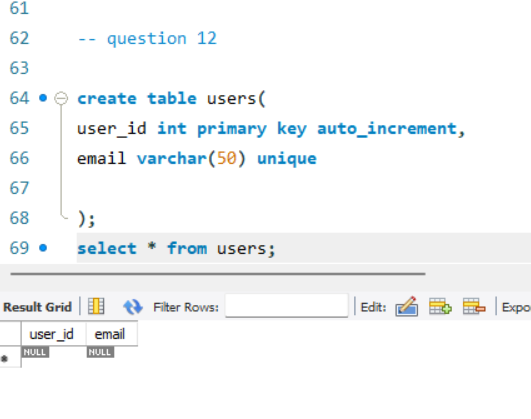 61
62 -- question 12
63
64 create table users(
65 user_id int primary key auto_increment,
66 email varchar(50) unique
67
68 );
69 select * from users;
Result Grid Filter Rows: Edit: Expo
user_id email
* NULL NULL